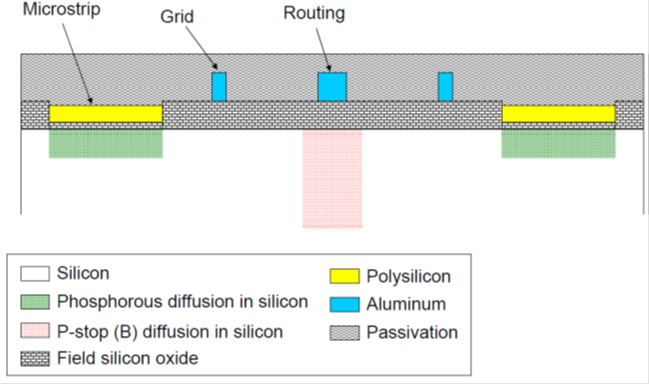 Microstrip
Grid
Routing
Silicon
Phosphorous diffusion in silicon
P-stop (B) diffusion in silicon
Field silicon oxide
Polysilicon
Aluminum
Passivation